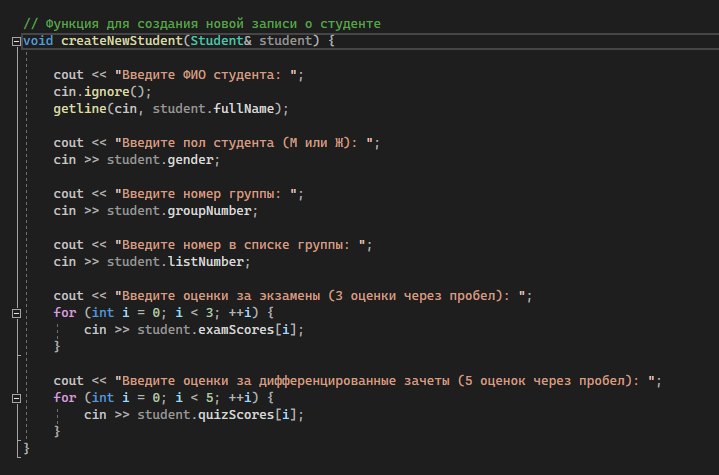 // Функция для создания новой записи о студенте
void createNewStudent(Student& student) {
cout << "Введите ФИО студента: ";
cin.ignore();
getline(cin, student.fullName);
cout << "Введите пол студента (М или Ж): ";
cin >> student.gender;
cout << "Введите номер группы: ";
cin >> student.groupNumber;
cout << "Введите номер в списке группы: ";
cin >> student.listNumber;
cout << "Введите оценки за экзамены (3 оценки через пробел): ";
for (int i = 0; i < 3; ++i) {
cin >> student.examScores[i];
}
cout << "Введите оценки за дифференцированные зачеты (5 оценок через пробел): ";
for (int i = 0; i < 5; ++i) {
cin >> student.quizScores[i];
}
}